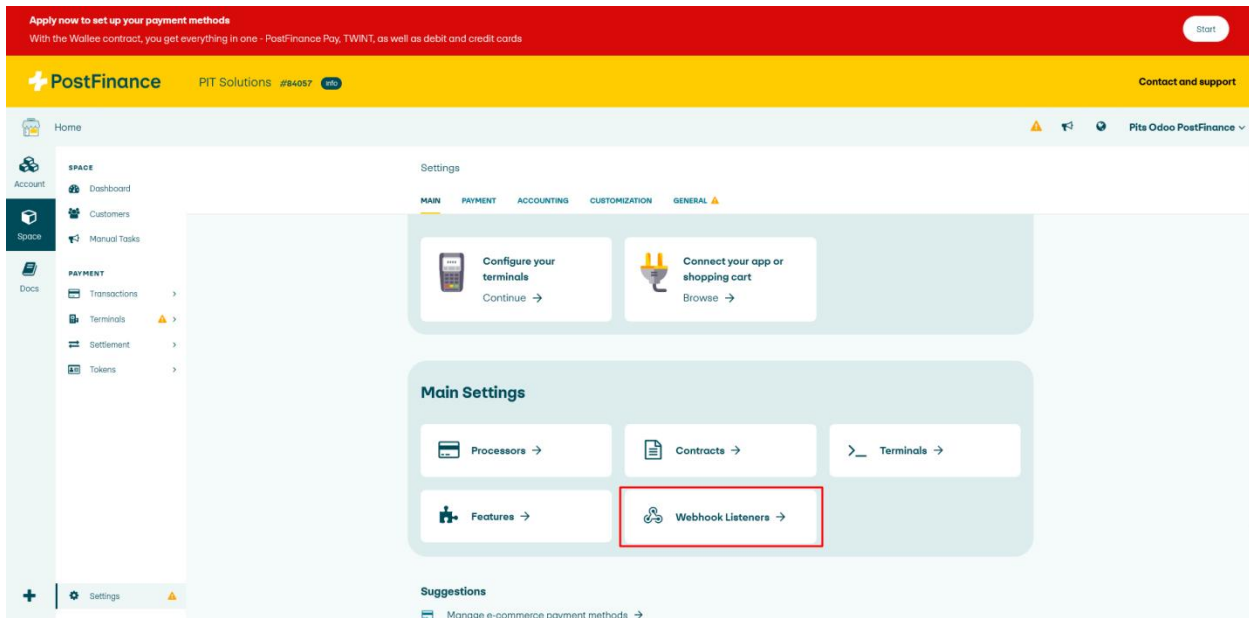 Apply now to set up your payment methods
With the Wallee contract, you get everything in one - PostFinance Pay, TWINT, as well as debit and credit cards
Start
PostFinance
PIT Solutions #84057 info
Contact and support
Home
Pits Odoo PostFinance
Account
Space
Docs
SPACE
Dashboard
Customers
Manual Tasks
PAYMENT
Transactions
Terminals
Settlement
Tokens
Settings
Settings
MAIN PAYMENT ACCOUNTING CUSTOMIZATION GENERAL
Configure your
terminals
Continue →
Connect your app or
shopping cart
Browse →
Main Settings
Processors →
Contracts →
Terminals →
Features →
Webhook Listeners →
Suggestions
Manage e-commerce payment methods →